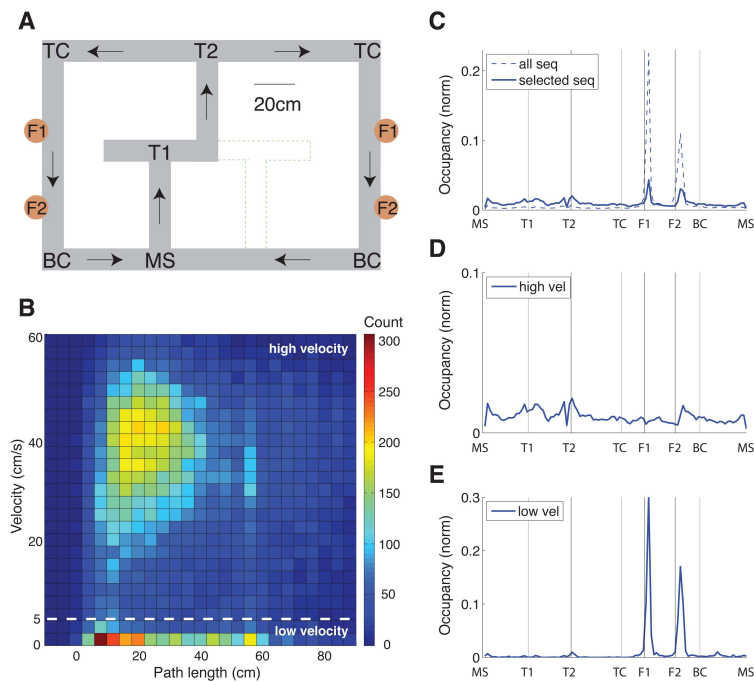 A
TC
T2
TC
20cm
F1
F1
T1
F2
F2
BC
MS
BC
B
Count
60
high velocity
300
250
40
200
Velocity (cm/s)
150
20
100
50
5
low velocity
0
0
0
20
40
60
80
Path length (cm)
C
all seq
selected seq
0.2
0.1
0
Occupancy (norm)
MS
T1
T2
TC
F1
F2
BC
MS
D
0.1
high vel
Occupancy (norm)
0
MS
T1
T2
TC
F1
F2
BC
MS
E
0.3
low vel
0.2
0.1
0
Occupancy (norm)
MS
T1
T2
TC
F1
F2
BC
MS